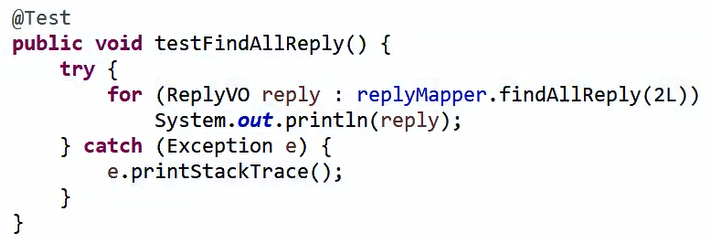 @Test
public void testFindAllReply() {
    try {
        for (ReplyVO reply : replyMapper.findAllReply(2L))
            System.out.println(reply);
    } catch (Exception e) {
        e.printStackTrace();
    }
}